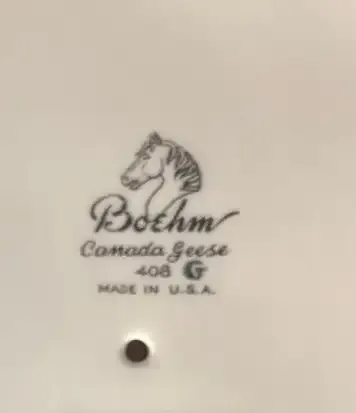 Boehm
Canada Geese
408 G
MADE IN U.S.A.